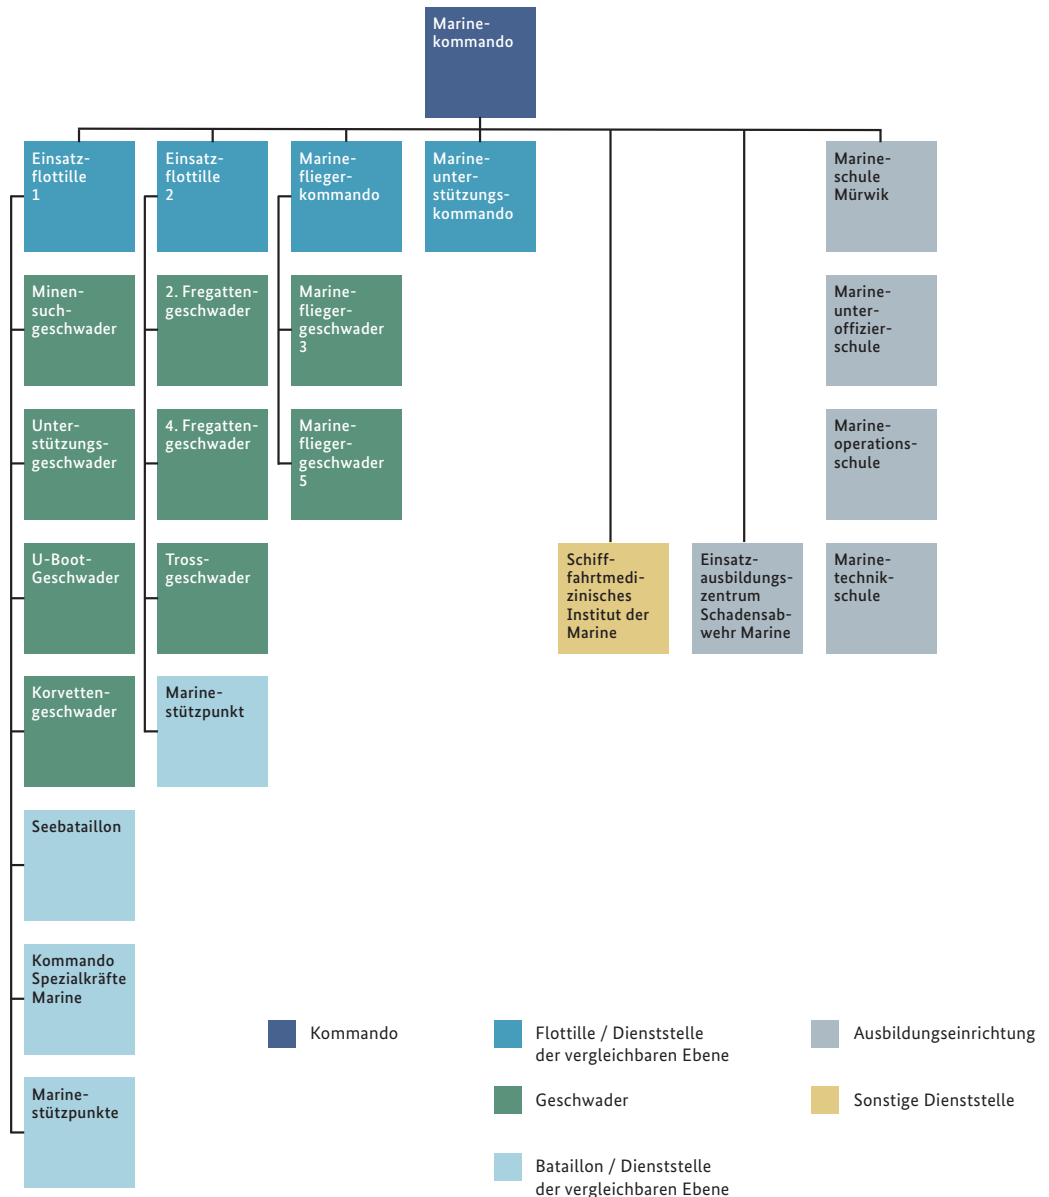 Marine-
kommando
Einsatz-
flottille
1
Einsatz-
flottille
2
Marine-
flieger-
kommando
Marine-
unter-
stützungs-
kommando
Marine-
schule
Mürwik
Minen-
such-
geschwader
2. Fregatten-
geschwader
Marine-
flieger-
geschwader
3
Marine-
unter-
offizier-
schule
Unter-
stützungs-
geschwader
4. Fregatten-
geschwader
Marine-
flieger-
geschwader
5
Marine-
operations-
schule
U-Boot-
Geschwader
Tross-
geschwader
Schiff-
fahrtmedi-
zinisches
Institut der
Marine
Einsatz-
ausbildungs-
zentrum
Schadensab-
wehr Marine
Marine-
technik-
schule
Korvetten-
geschwader
Marine-
stützpunkt
Seebataillon
Kommando
Spezialkräfte
Marine
Marine-
stützpunkte
Kommando
Flottille / Dienststelle
der vergleichbaren Ebene
Geschwader
Bataillon / Dienststelle
der vergleichbaren Ebene
Ausbildungseinrichtung
Sonstige Dienststelle